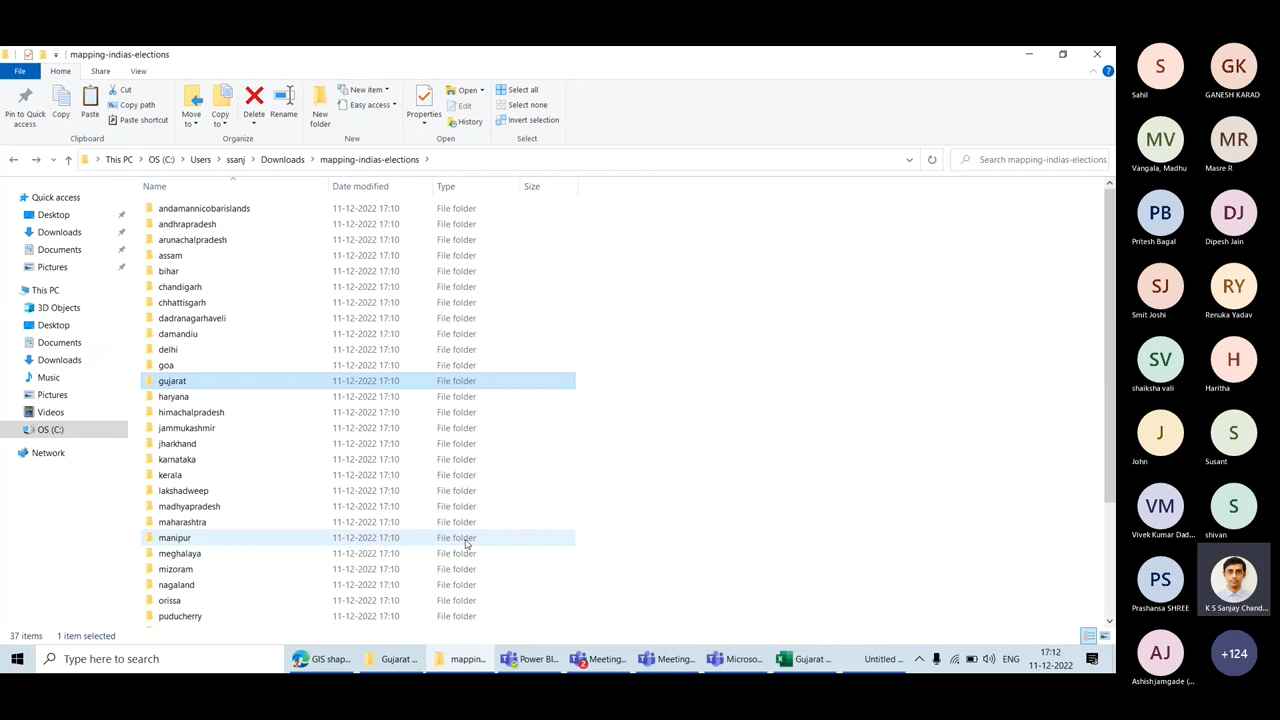 mapping-indias-elections
File
Home
Share
View
Pin to Quick access
Copy
Paste
Cut
Copy path
Paste shortcut
Clipboard
Move to
Copy to
Delete
Rename
Organize
New folder
New item
Easy access
New
Properties
Open
Edit
History
Open
Select all
Select none
Invert selection
Select
This PC > OS (C:) > Users > ssanj > Downloads > mapping-indias-elections >
Search mapping-indias-elections
Quick access
Desktop
Downloads
Documents
Pictures
This PC
3D Objects
Desktop
Documents
Downloads
Music
Pictures
Videos
OS (C:)
Network
Name Date modified Type Size
andamannicobarislands 11-12-2022 17:10 File folder
andhrapradesh 11-12-2022 17:10 File folder
arunachalpradesh 11-12-2022 17:10 File folder
assam 11-12-2022 17:10 File folder
bihar 11-12-2022 17:10 File folder
chandigarh 11-12-2022 17:10 File folder
chhattisgarh 11-12-2022 17:10 File folder
dadranagarhaveli 11-12-2022 17:10 File folder
damandiu 11-12-2022 17:10 File folder
delhi 11-12-2022 17:10 File folder
goa 11-12-2022 17:10 File folder
gujarat 11-12-2022 17:10 File folder
haryana 11-12-2022 17:10 File folder
himachalpradesh 11-12-2022 17:10 File folder
jammukashmir 11-12-2022 17:10 File folder
jharkhand 11-12-2022 17:10 File folder
karnataka 11-12-2022 17:10 File folder
kerala 11-12-2022 17:10 File folder
lakshadweep 11-12-2022 17:10 File folder
madhyapradesh 11-12-2022 17:10 File folder
maharashtra 11-12-2022 17:10 File folder
manipur 11-12-2022 17:10 File folder
meghalaya 11-12-2022 17:10 File folder
mizoram 11-12-2022 17:10 File folder
nagaland 11-12-2022 17:10 File folder
orissa 11-12-2022 17:10 File folder
puducherry 11-12-2022 17:10 File folder
37 items 1 item selected
Type here to search
GIS shap...
Gujarat ...
mappin...
Power BI...
2
Meeting...
Meeting...
Microso...
Gujarat ...
Untitled ...
ENG
17:12
11-12-2022
S GK
Sahil GANESH KARAD
MV MR
Vangala, Madhu Masre R
PB DJ
Pritesh Bagal Dipesh Jain
SJ RY
Smit Joshi Renuka Yadav
SV H
shaiksha vali Haritha
J S
John Susant
VM S
Vivek Kumar Dad... shivan
PS
Prashansa SHREE K S Sanjay Chand...
AJ +124
Ashish jamgade (...